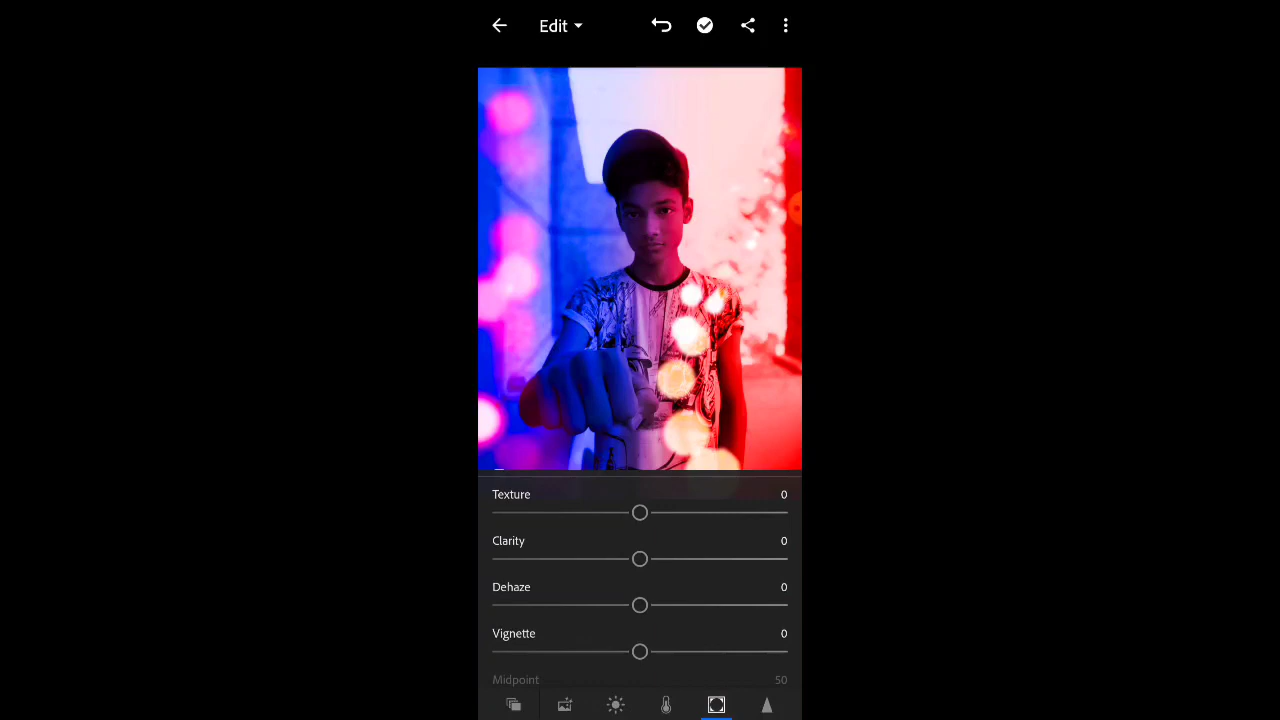 Edit
Texture 0
Clarity 0
Dehaze 0
Vignette 0
Midpoint 50